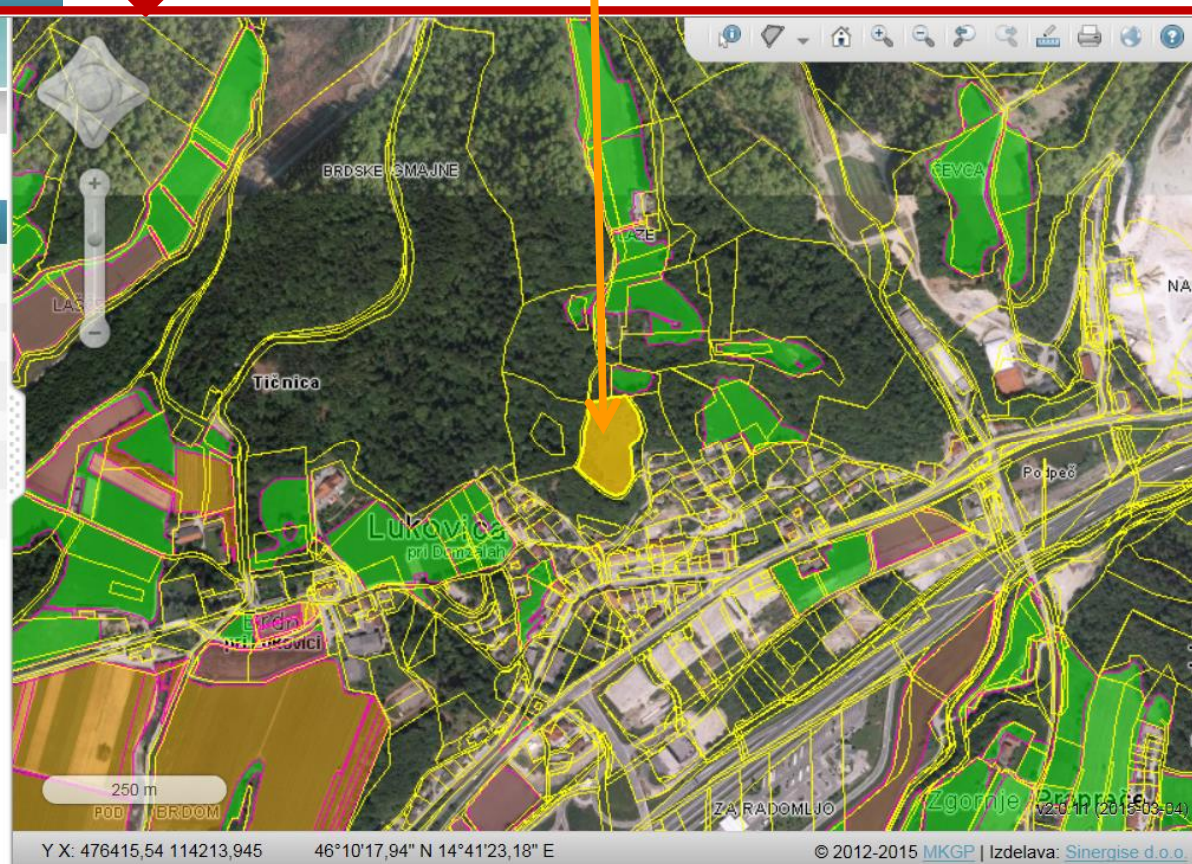 BRDSKE GMAJNE
ČEVCA
LAZE
Tičnica
Podpeč
Lukovica
pri Domžalah
Brdo
pri Lukovici
250 m
POD BRDOM
ZA RADOMLJO
Zgornje Prapreče
v2.0.11 (2015-03-04)
Y X: 476415,54 114213,945 46°10'17,94" N 14°41'23,18" E © 2012-2015 MKGP | Izdelava: Sinergise d.o.o.